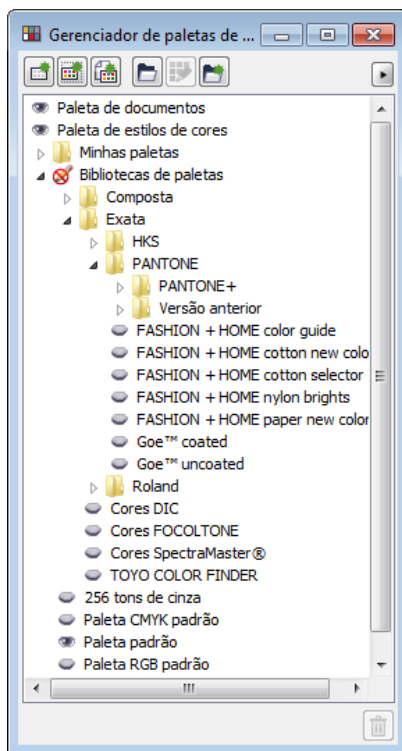 Gerenciador de paletas de ...
Paleta de documentos
Paleta de estilos de cores
Minhas paletas
Bibliotecas de paletas
Composta
Exata
HKS
PANTONE
PANTONE+
Versão anterior
FASHION + HOME color guide
FASHION + HOME cotton new colo
FASHION + HOME cotton selector
FASHION + HOME nylon brights
FASHION + HOME paper new color
Goe™ coated
Goe™ uncoated
Roland
Cores DIC
Cores FOCOLTONE
Cores SpectraMaster®
TOYO COLOR FINDER
256 tons de cinza
Paleta CMYK padrão
Paleta padrão
Paleta RGB padrão